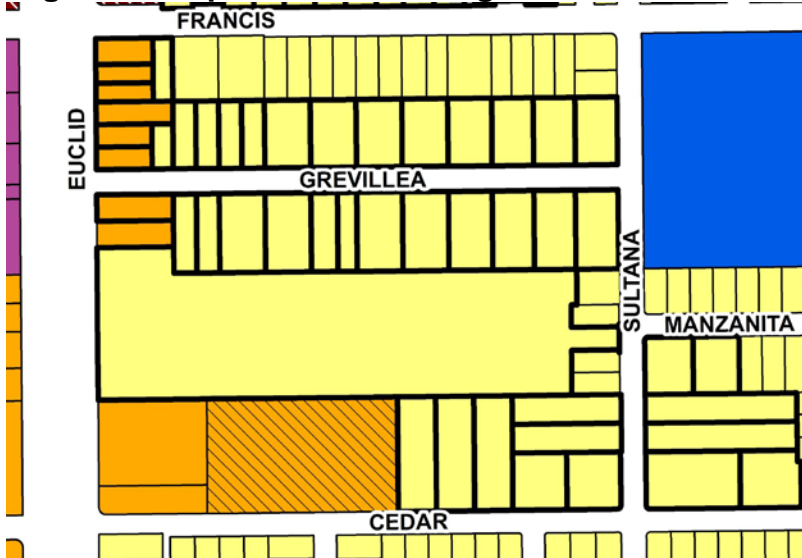 FRANCIS
EUCLID
GREVILLEA
SULTANA
MANZANITA
CEDAR